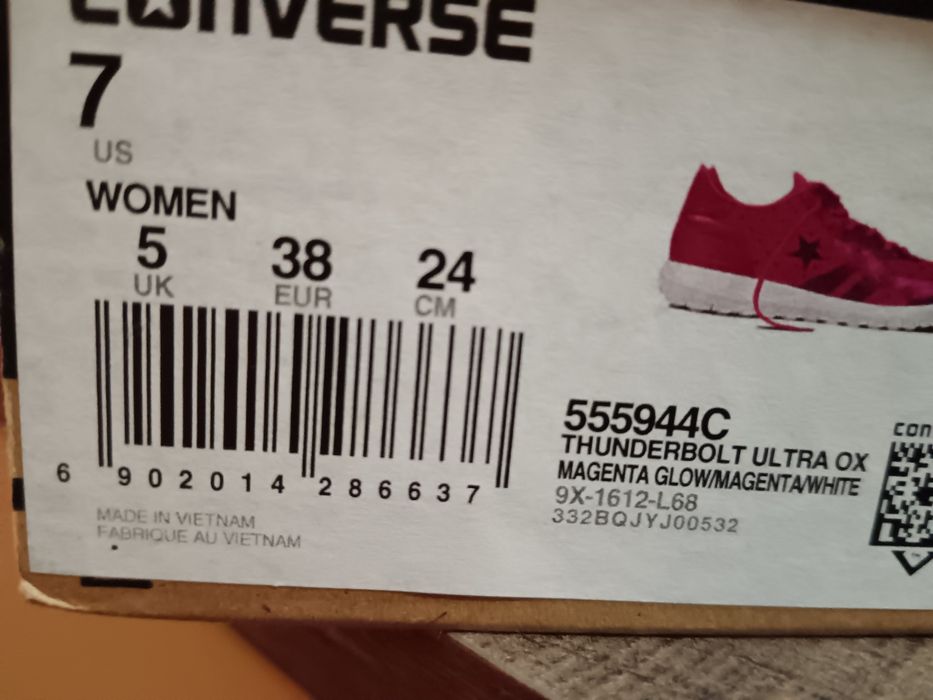 CONVERSE
7
US
WOMEN
5 38 24
UK EUR CM
6 902014 286637
MADE IN VIETNAM
FABRIQUE AU VIETNAM
555944C
THUNDERBOLT ULTRA OX
MAGENTA GLOW/MAGENTA/WHITE
9X-1612-L68
332BQJYJ00532
con